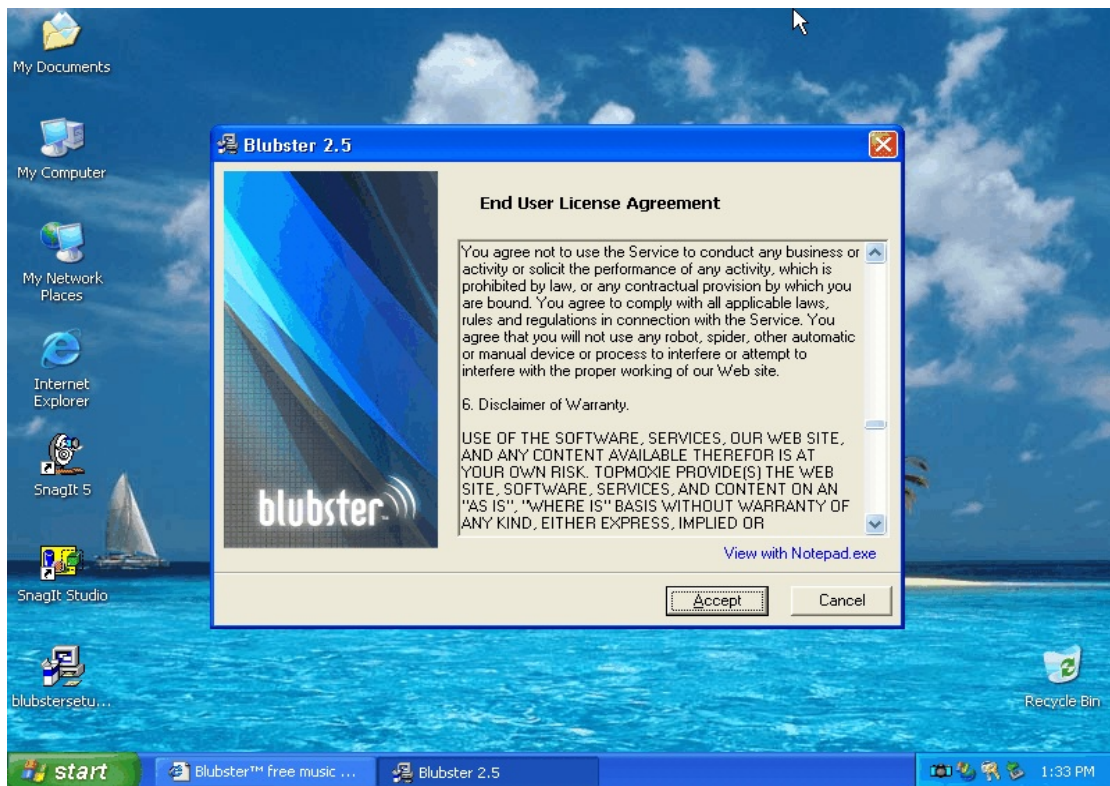 My Documents
My Computer
My Network
Places
Internet
Explorer
SnagIt 5
SnagIt Studio
blubstersetu...
Blubster 2.5
blubster
End User License Agreement
You agree not to use the Service to conduct any business or
activity or solicit the performance of any activity, which is
prohibited by law, or any contractual provision by which you
are bound. You agree to comply with all applicable laws,
rules and regulations in connection with the Service. You
agree that you will not use any robot, spider, other automatic
or manual device or process to interfere or attempt to
interfere with the proper working of our Web site.
6. Disclaimer of Warranty.
USE OF THE SOFTWARE, SERVICES, OUR WEB SITE,
AND ANY CONTENT AVAILABLE THEREFOR IS AT
YOUR OWN RISK. TOPMOXIE PROVIDE(S) THE WEB
SITE, SOFTWARE, SERVICES, AND CONTENT ON AN
"AS IS", "WHERE IS" BASIS WITHOUT WARRANTY OF
ANY KIND, EITHER EXPRESS, IMPLIED OR
View with Notepad.exe
Accept
Cancel
Recycle Bin
start
Blubster™ free music ...
Blubster 2.5
1:33 PM